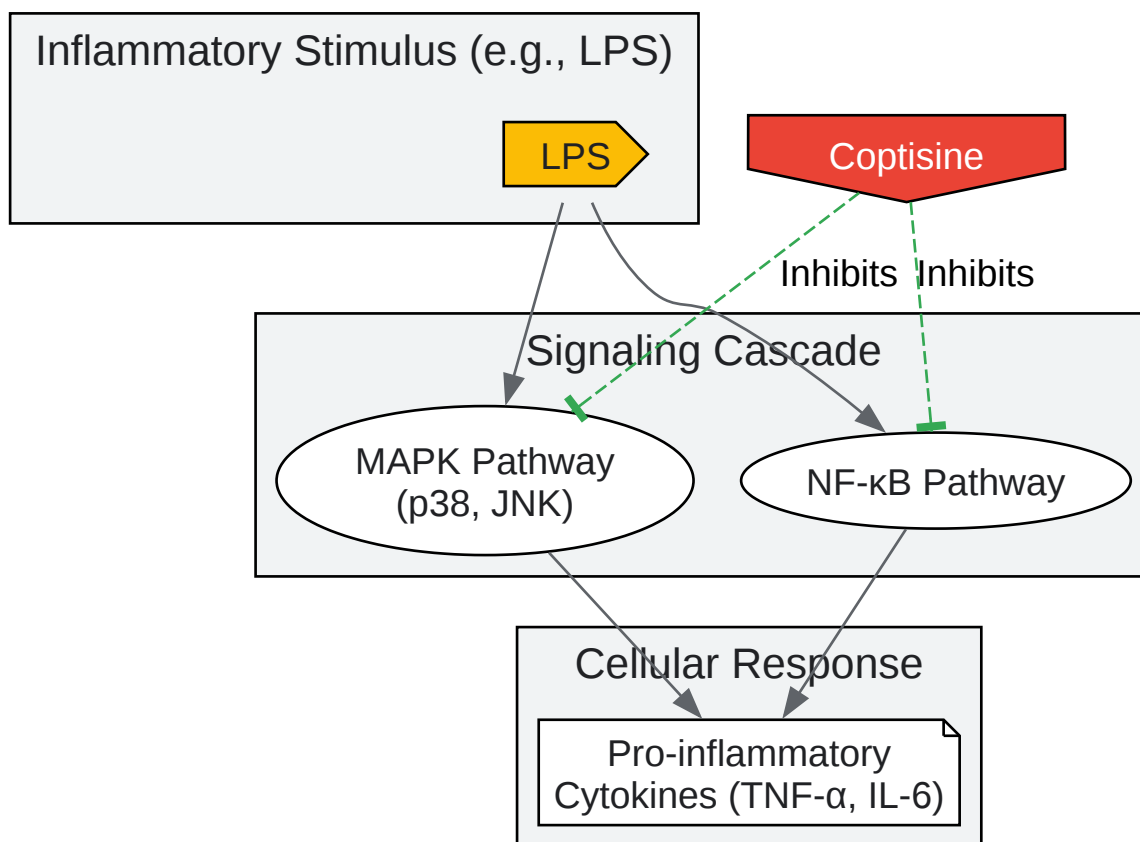 Inflammatory Stimulus (e.g., LPS)
LPS
Coptisine
Inhibits
Inhibits
Signaling Cascade
MAPK Pathway
(p38, JNK)
NF-κB Pathway
Cellular Response
Pro-inflammatory
Cytokines (TNF-α, IL-6)